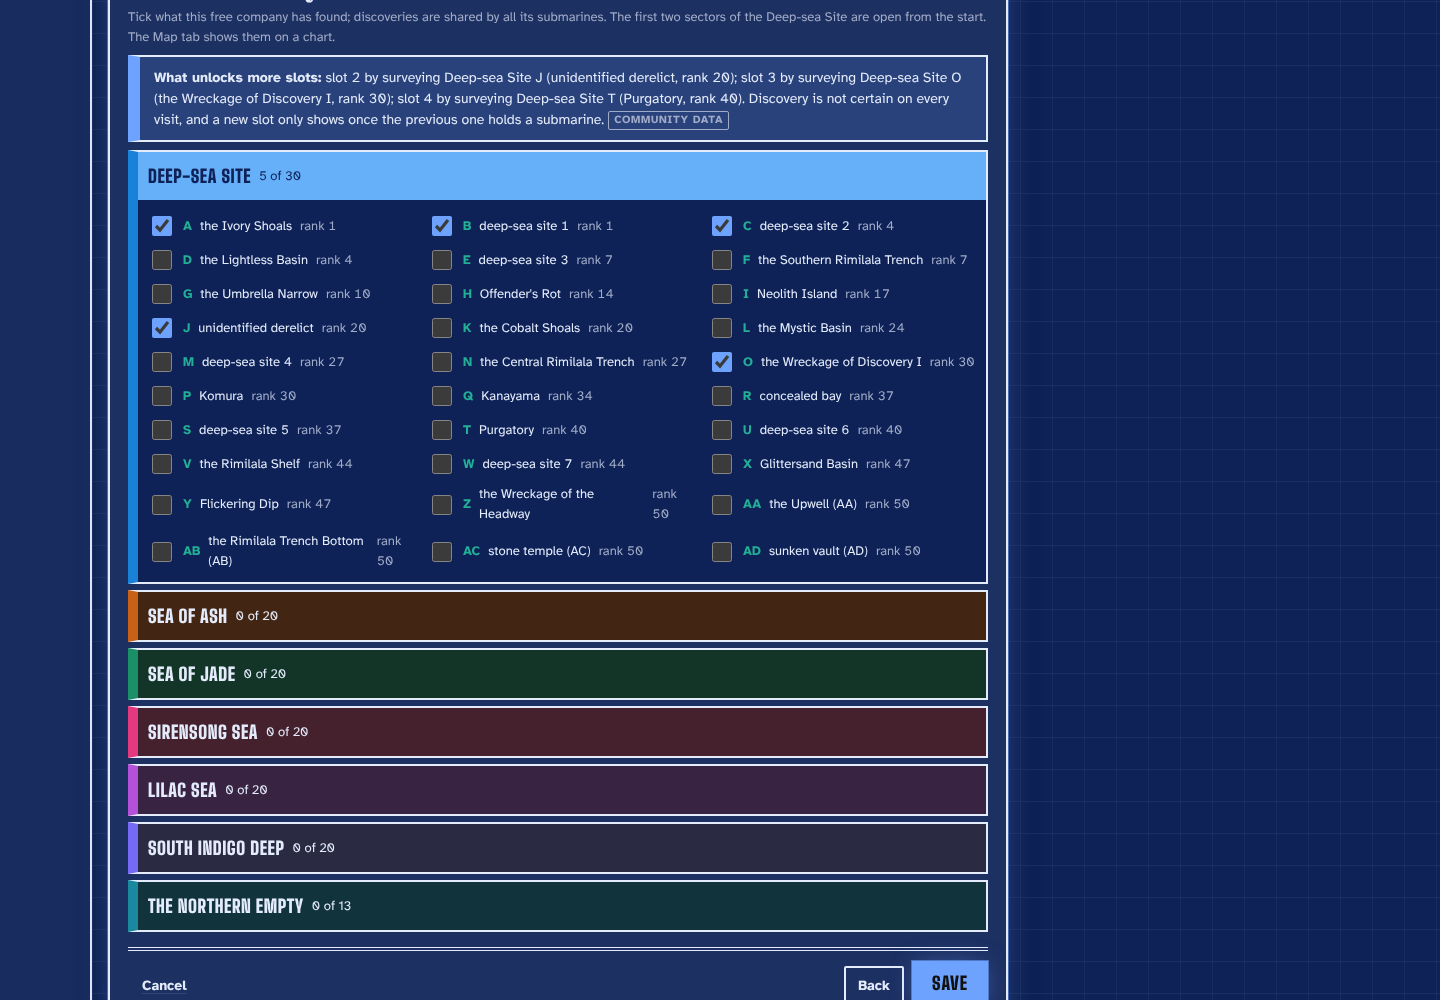 Tick what this free company has found; discoveries are shared by all its submarines. The first two sectors of the Deep-sea Site are open from the start.
The Map tab shows them on a chart.
What unlocks more slots: slot 2 by surveying Deep-sea Site J (unidentified derelict, rank 20); slot 3 by surveying Deep-sea Site O
(the Wreckage of Discovery I, rank 30); slot 4 by surveying Deep-sea Site T (Purgatory, rank 40). Discovery is not certain on every
visit, and a new slot only shows once the previous one holds a submarine. COMMUNITY DATA
DEEP-SEA SITE 5 of 30
A the Ivory Shoals rank 1
B deep-sea site 1 rank 1
C deep-sea site 2 rank 4
D the Lightless Basin rank 4
E deep-sea site 3 rank 7
F the Southern Rimilala Trench rank 7
G the Umbrella Narrow rank 10
H Offender's Rot rank 14
I Neolith Island rank 17
J unidentified derelict rank 20
K the Cobalt Shoals rank 20
L the Mystic Basin rank 24
M deep-sea site 4 rank 27
N the Central Rimilala Trench rank 27
O the Wreckage of Discovery I rank 30
P Komura rank 30
Q Kanayama rank 34
R concealed bay rank 37
S deep-sea site 5 rank 37
T Purgatory rank 40
U deep-sea site 6 rank 40
V the Rimilala Shelf rank 44
W deep-sea site 7 rank 44
X Glittersand Basin rank 47
Y Flickering Dip rank 47
Z the Wreckage of the Headway rank 50
AA the Upwell (AA) rank 50
AB the Rimilala Trench Bottom (AB) rank 50
AC stone temple (AC) rank 50
AD sunken vault (AD) rank 50
SEA OF ASH 0 of 20
SEA OF JADE 0 of 20
SIRENSONG SEA 0 of 20
LILAC SEA 0 of 20
SOUTH INDIGO DEEP 0 of 20
THE NORTHERN EMPTY 0 of 13
Cancel
Back
SAVE